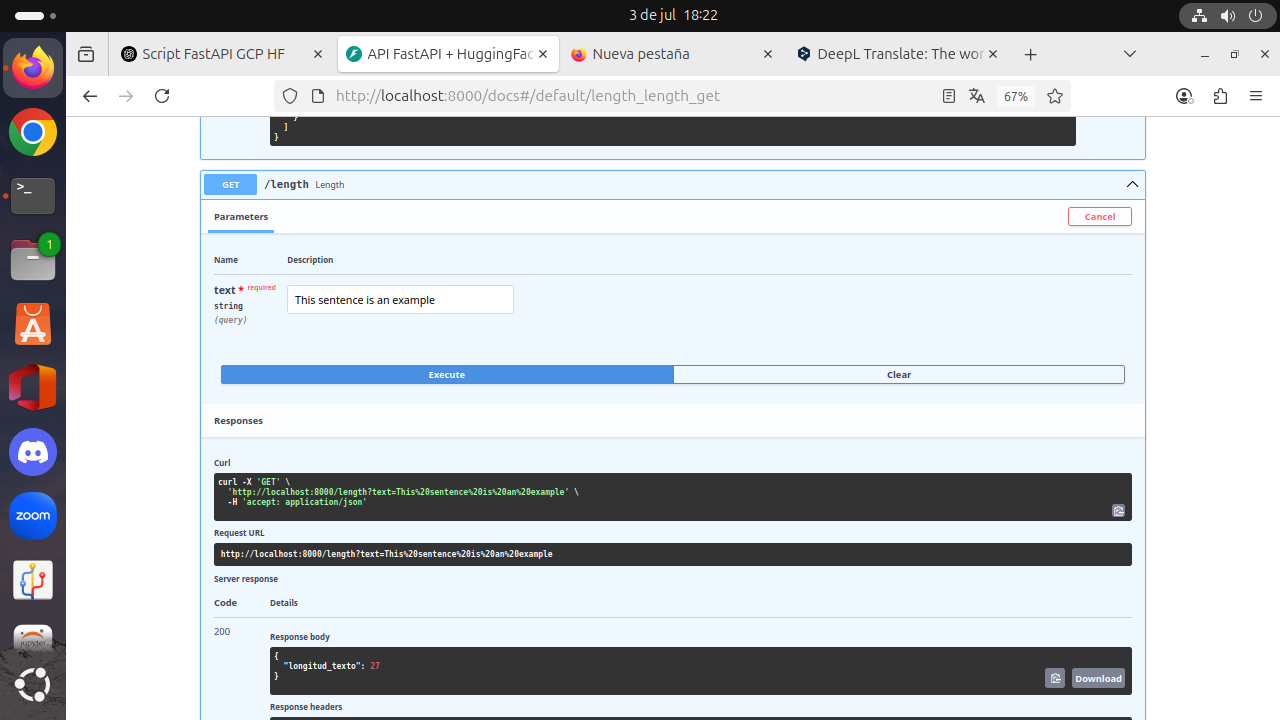 3 de jul 18:22
Script FastAPI GCP HF
API FastAPI + HuggingFac
Nueva pestaña
DeepL Translate: The wor
http://localhost:8000/docs#/default/length_length_get
67%
1
]
}
GET /length Length
Parameters
Cancel
Name Description
text * required
string
(query)
This sentence is an example
Execute
Clear
Responses
Curl
curl -X 'GET' \
'http://localhost:8000/length?text=This%20sentence%20is%20an%20example' \
-H 'accept: application/json'
Request URL
http://localhost:8000/length?text=This%20sentence%20is%20an%20example
Server response
Code Details
200
Response body
{
"longitud_texto": 27
}
Download
Response headers
zoom
jupyter